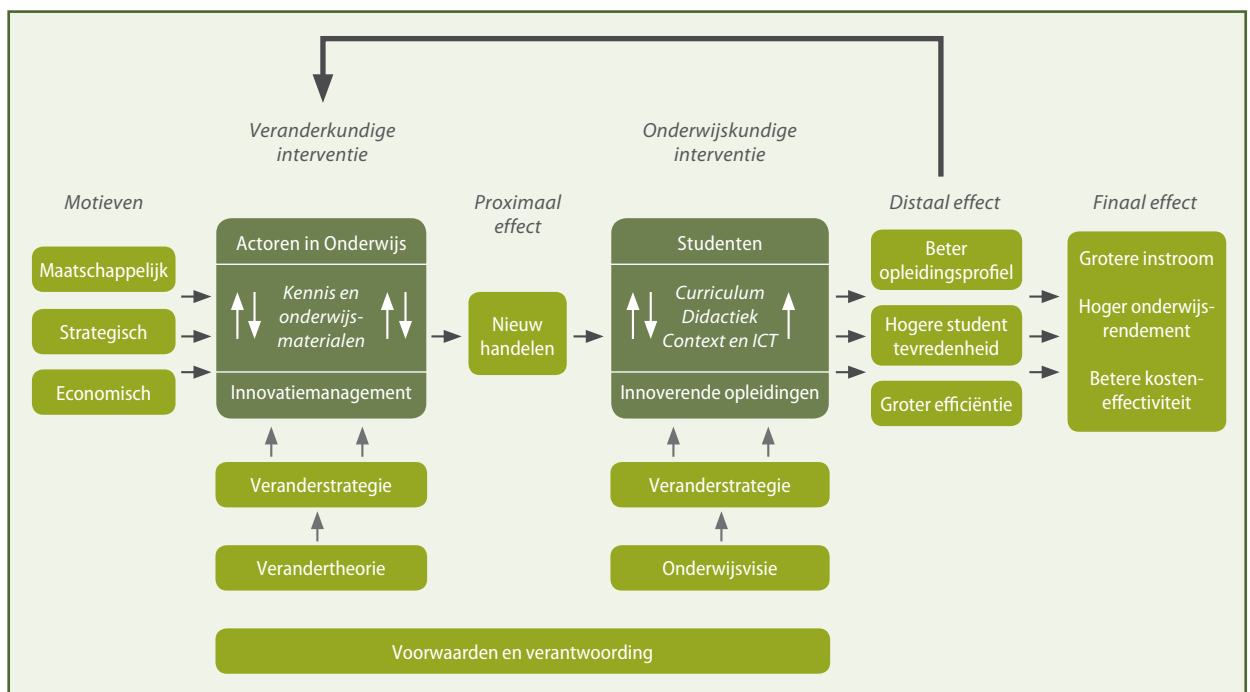 Veranderkundige
interventie
Onderwijskundige
interventie
Motieven
Proximaal
effect
Distaal effect
Finaal effect
Maatschappelijk
Strategisch
Economisch
Actoren in Onderwijs
Kennis en
onderwijs-
materialen
Innovatiemanagement
Nieuw
handelen
Studenten
Curriculum
Didactiek
Context en ICT
Innoverende opleidingen
Beter
opleidingsprofiel
Hogere student
tevredenheid
Groter efficiëntie
Grotere instroom
Hoger onderwijs-
rendement
Betere kosten-
effectiviteit
Veranderstrategie
Verandertheorie
Veranderstrategie
Onderwijsvisie
Voorwaarden en verantwoording